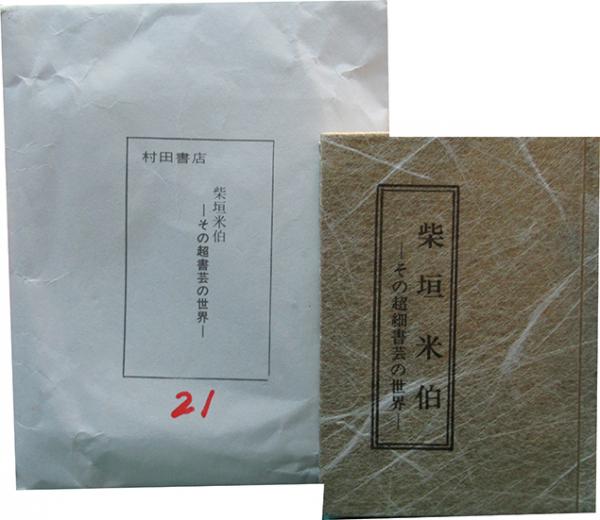 村田書店
柴垣米伯
―その超書芸の世界―
21
柴垣米伯
―その超細書芸の世界―